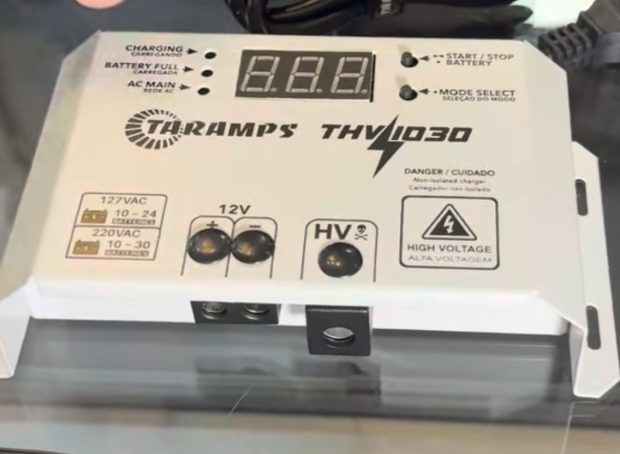 CHARGING
CARREGANDO
BATTERY FULL
CARREGADA
AC MAIN
REDE AC
START / STOP
BATTERY
MODE SELECT
SELEÇÃO DO MODO
TARAMPS THV 1030
DANGER / CUIDADO
Non-isolated charger
Carregador não isolado
127VAC
10 - 24
BATTERIES
220VAC
10 - 30
BATTERIES
12V
+ −
HV
HIGH VOLTAGE
ALTA VOLTAGEM